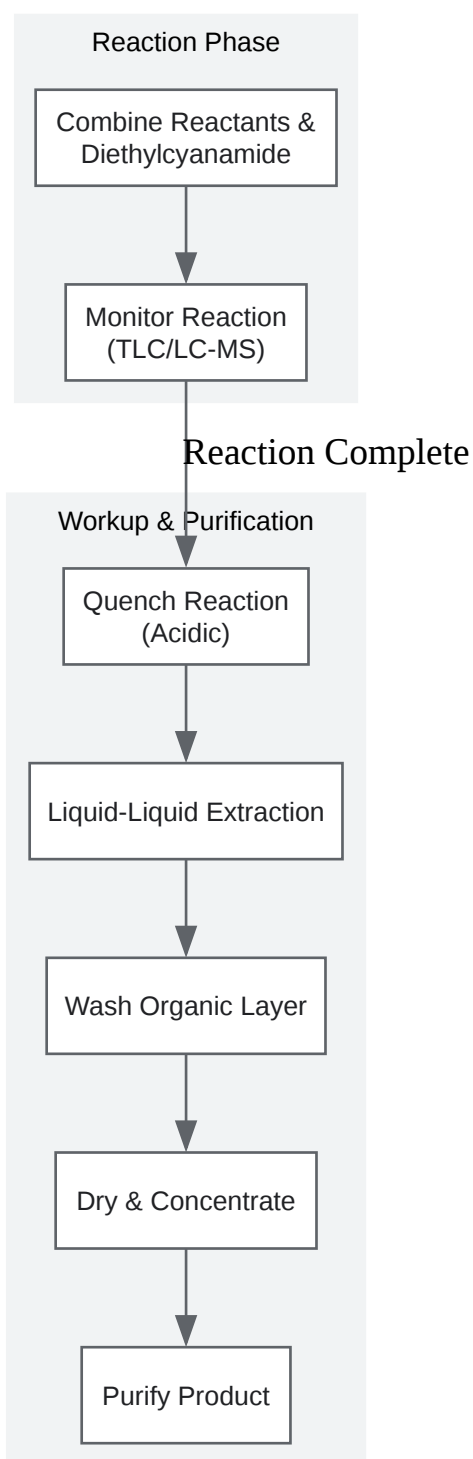 Reaction Phase
Combine Reactants &
Diethylcyanamide
Monitor Reaction
(TLC/LC-MS)
Reaction Complete
Workup & Purification
Quench Reaction
(Acidic)
Liquid-Liquid Extraction
Wash Organic Layer
Dry & Concentrate
Purify Product